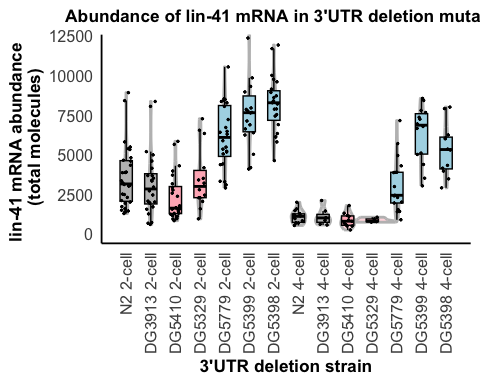 Abundance of lin-41 mRNA in 3'UTR deletion muta
lin-41 mRNA abundance
(total molecules)
12500
10000
7500
5000
2500
0
N2 2-cell
DG3913 2-cell
DG5410 2-cell
DG5329 2-cell
DG5779 2-cell
DG5399 2-cell
DG5398 2-cell
N2 4-cell
DG3913 4-cell
DG5410 4-cell
DG5329 4-cell
DG5779 4-cell
DG5399 4-cell
DG5398 4-cell
3'UTR deletion strain